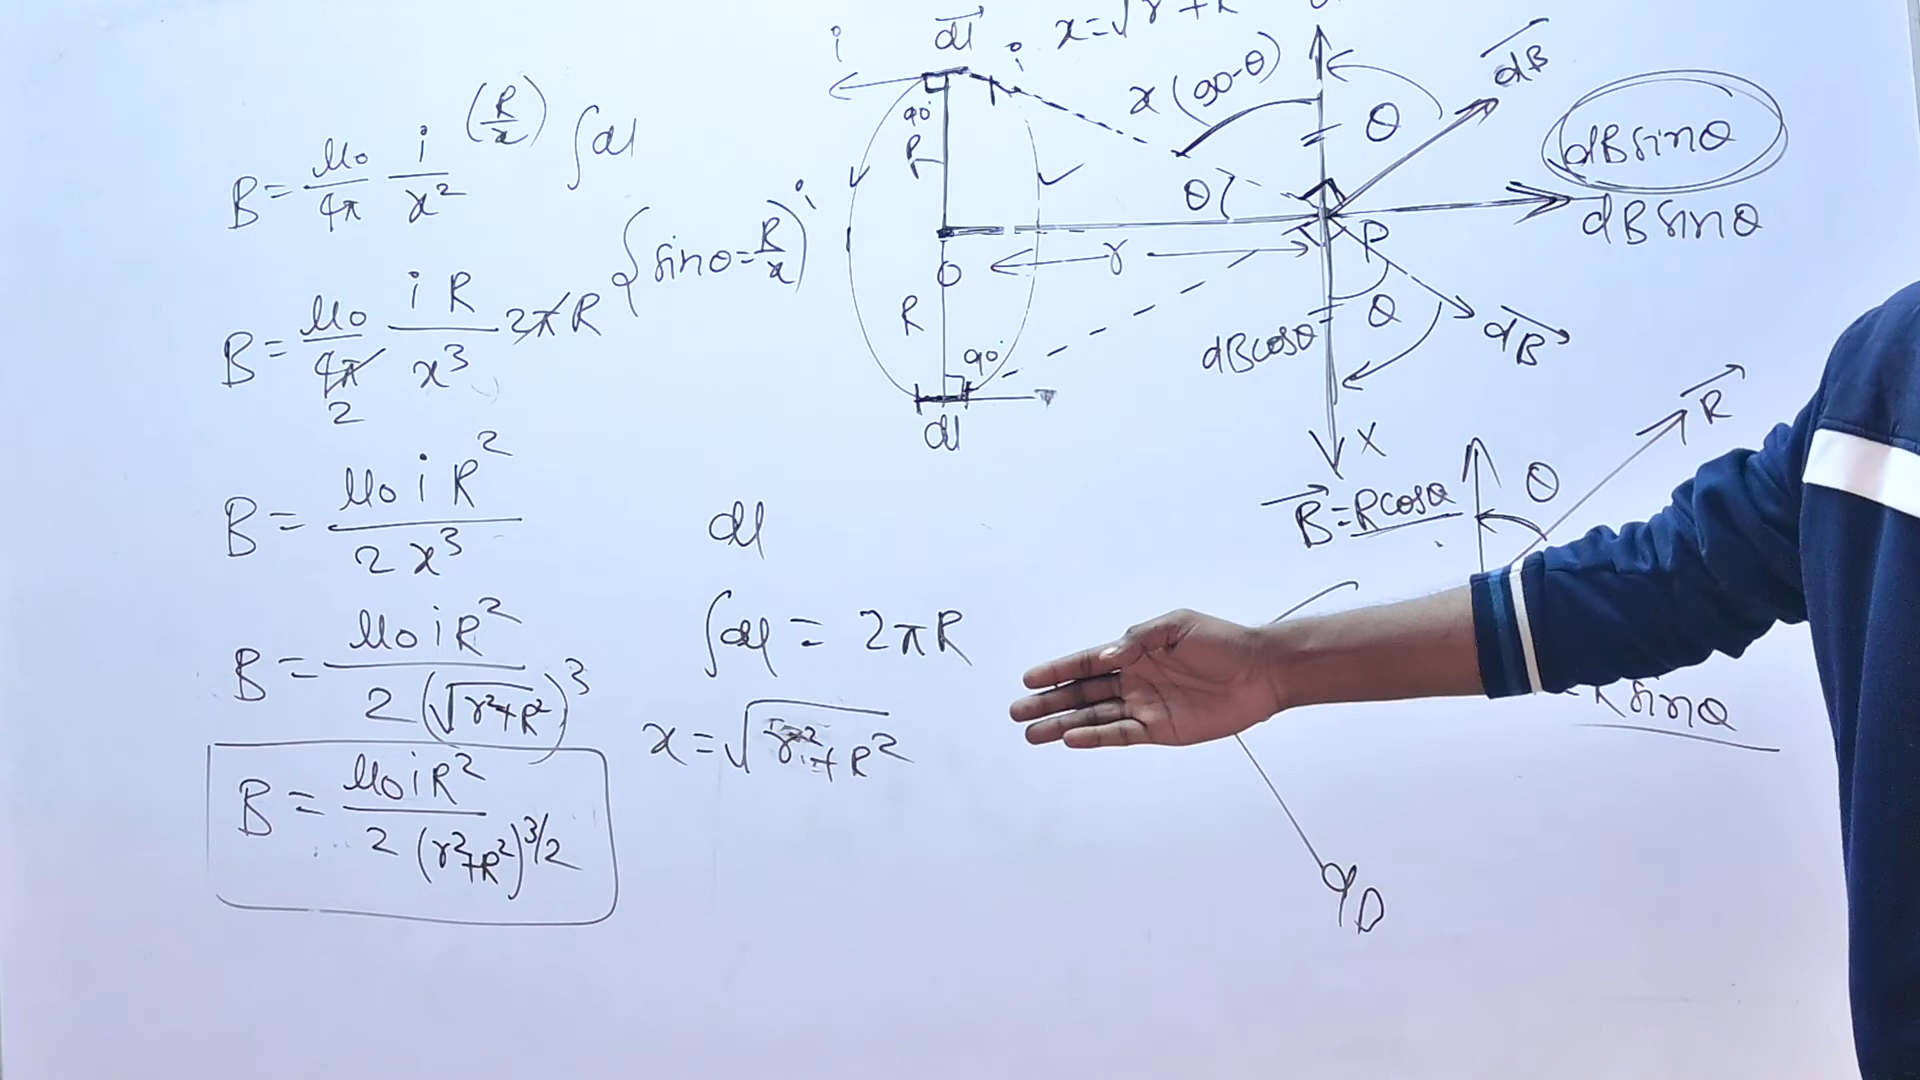 B = μ₀/4π i/x² (R/x) ∫dl
{ sinθ = R/x )
B = μ₀/4π iR/x³ 2πR
2
B = μ₀iR²/2x³
B = μ₀iR²/2(√r²+R²)³
B = μ₀iR²/2(r²+R²)^3/2
dl
∫dl = 2πR
x = √r²+R²
x = √r²+R
i
dl
i
x (90-θ)
θ
dB
dBsinθ
90°
R
θ
dBsinθ
i
O
r
P
R
θ
dBcosθ
dB
90°
dl
X
R
B = Rcosθ
θ
Rsinθ
D